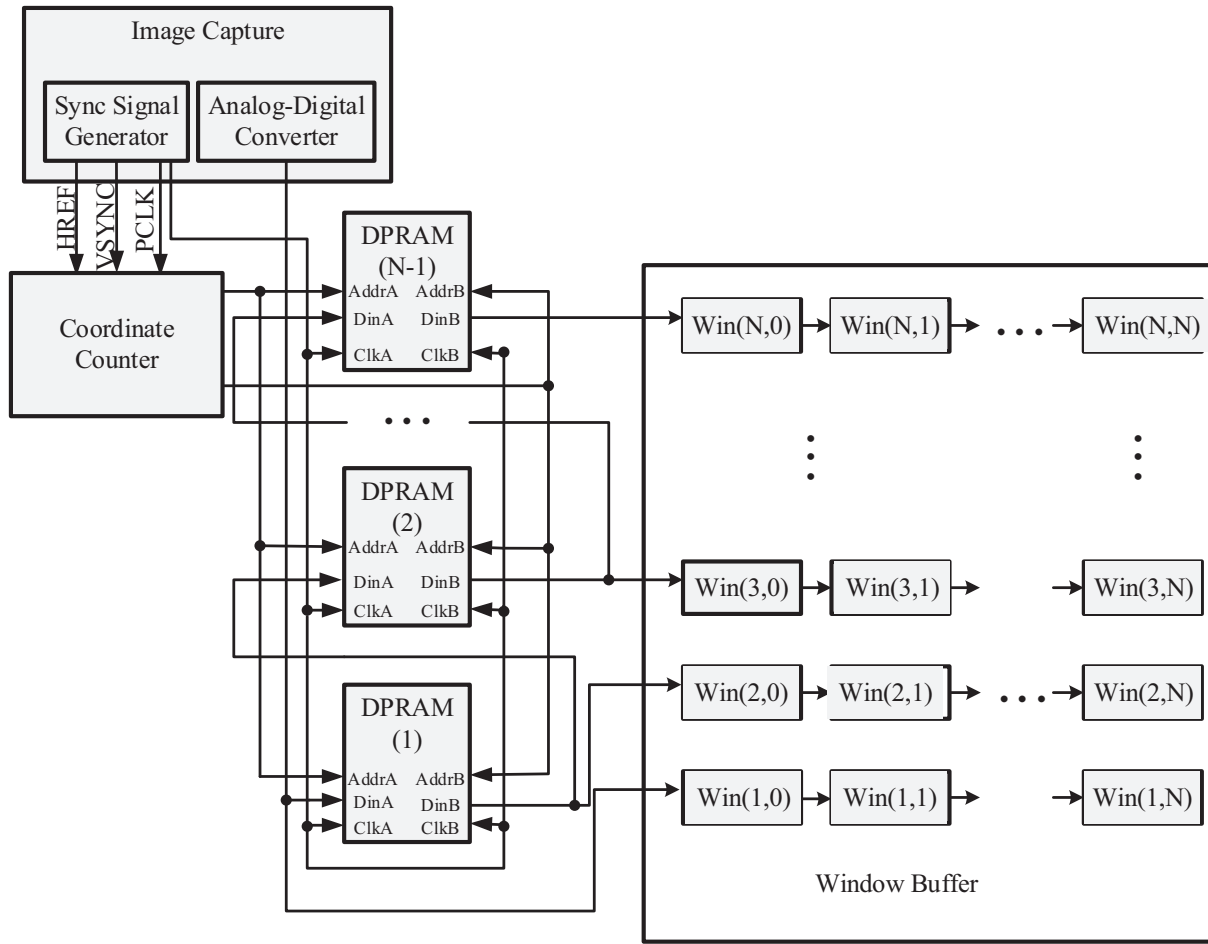 Image Capture
Sync Signal
Generator
Analog-Digital
Converter
HREF
VSYNC
PCLK
Coordinate
Counter
DPRAM
(N-1)
AddrA AddrB
DinA DinB
ClkA ClkB
• • •
DPRAM
(2)
AddrA AddrB
DinA DinB
ClkA ClkB
DPRAM
(1)
AddrA AddrB
DinA DinB
ClkA ClkB
Win(N,0) Win(N,1) • • • Win(N,N)
Win(3,0) Win(3,1) Win(3,N)
Win(2,0) Win(2,1) • • • Win(2,N)
Win(1,0) Win(1,1) Win(1,N)
Window Buffer